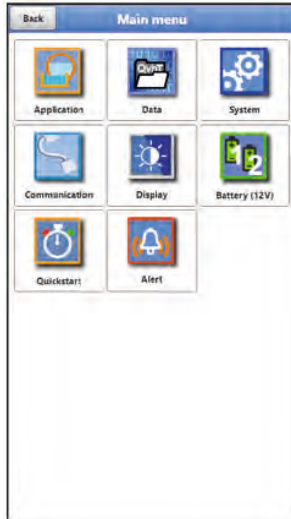 Back
Main menu
Application
Data
System
Communication
Display
Battery (12V)
Quickstart
Alert